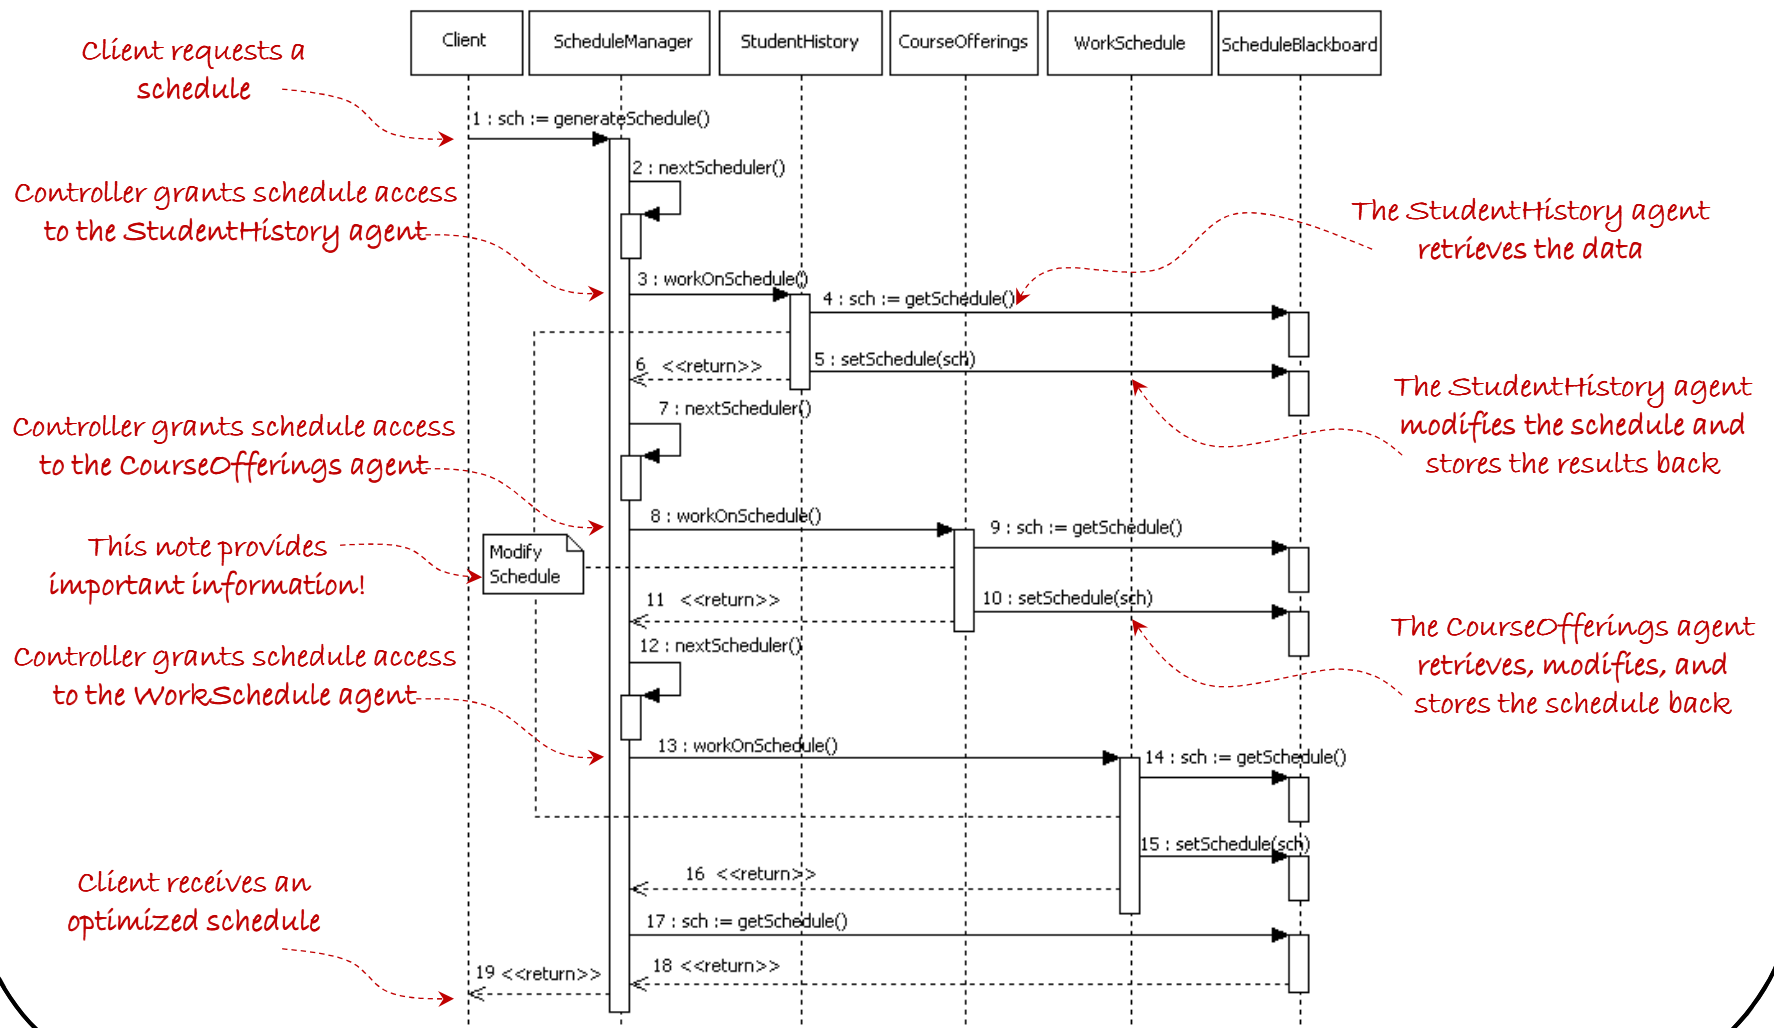 Client
ScheduleManager
StudentHistory
CourseOfferings
WorkSchedule
ScheduleBlackboard
Client requests a
schedule
1 : sch := generateSchedule()
2 : nextScheduler()
Controller grants schedule access
to the StudentHistory agent
The StudentHistory agent
retrieves the data
3 : workOnSchedule()
4 : sch := getSchedule()
5 : setSchedule(sch)
6 <<return>>
The StudentHistory agent
modifies the schedule and
stores the results back
7 : nextScheduler()
Controller grants schedule access
to the CourseOfferings agent
8 : workOnSchedule()
9 : sch := getSchedule()
This note provides
important information!
Modify
Schedule
10 : setSchedule(sch)
11 <<return>>
The CourseOfferings agent
retrieves, modifies, and
stores the schedule back
12 : nextScheduler()
Controller grants schedule access
to the WorkSchedule agent
13 : workOnSchedule()
14 : sch := getSchedule()
15 : setSchedule(sch)
16 <<return>>
Client receives an
optimized schedule
17 : sch := getSchedule()
18 <<return>>
19 <<return>>